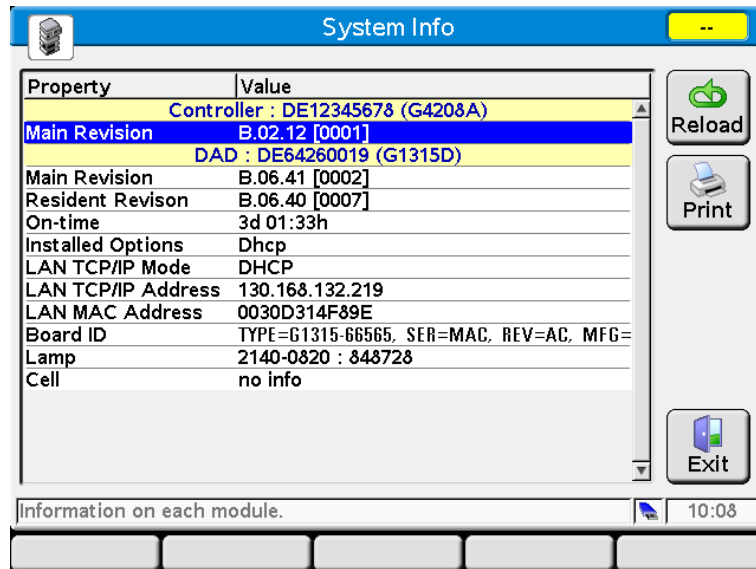 System Info
--
Property Value
Controller : DE12345678 (G4208A)
Main Revision B.02.12 [0001]
DAD : DE64260019 (G1315D)
Main Revision B.06.41 [0002]
Resident Revison B.06.40 [0007]
On-time 3d 01:33h
Installed Options Dhcp
LAN TCP/IP Mode DHCP
LAN TCP/IP Address 130.168.132.219
LAN MAC Address 0030D314F89E
Board ID TYPE=G1315-66565, SER=MAC, REV=AC, MFG=
Lamp 2140-0820 : 848728
Cell no info
Reload
Print
Exit
Information on each module.
10:08